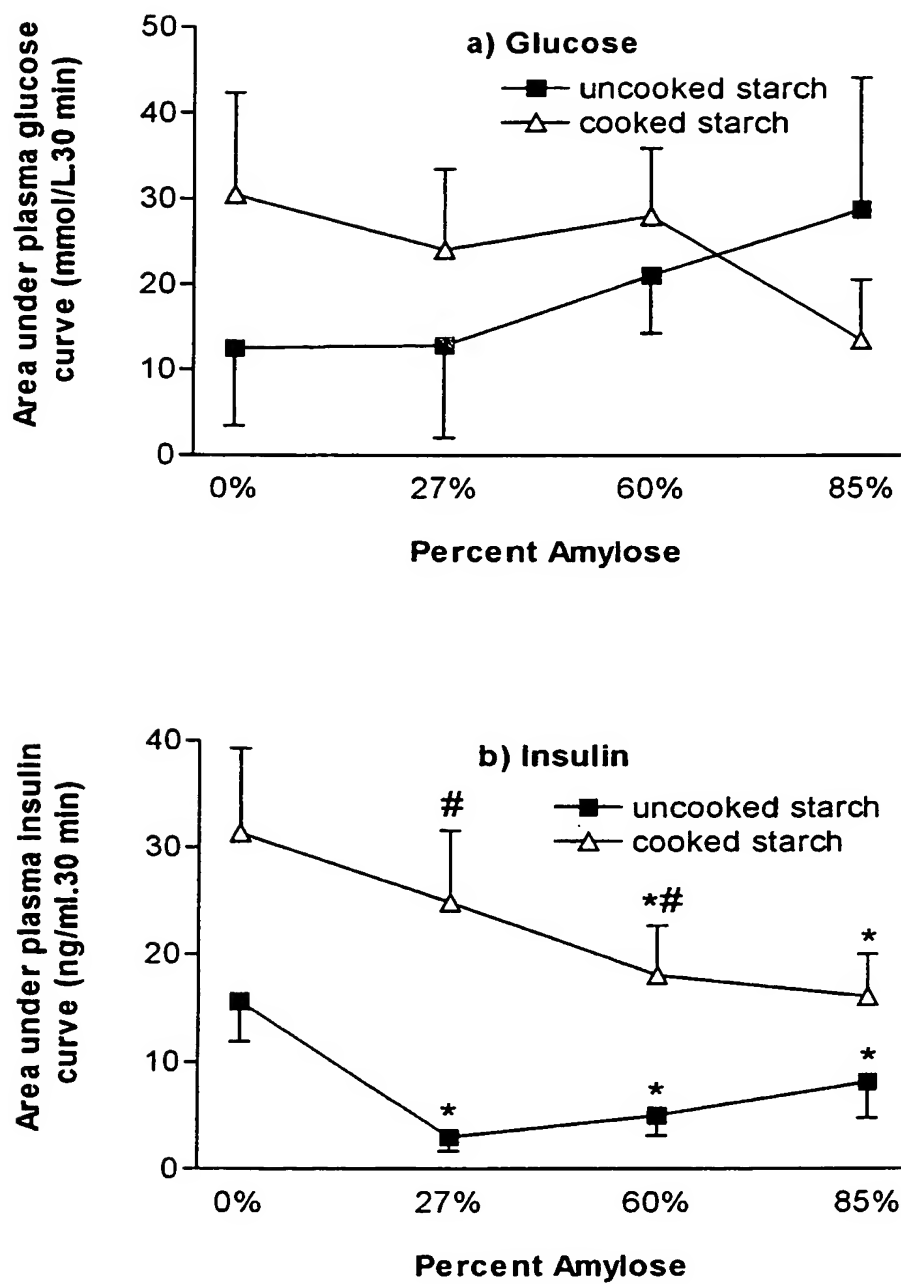 50
a) Glucose
uncooked starch
cooked starch
40
30
20
10
0
Area under plasma glucose
curve (mmol/L.30 min)
0% 27% 60% 85%
Percent Amylose
40
b) Insulin
uncooked starch
cooked starch
#
30
*#
20
*
10
*
*
*
0
Area under plasma insulin
curve (ng/ml.30 min)
0% 27% 60% 85%
Percent Amylose